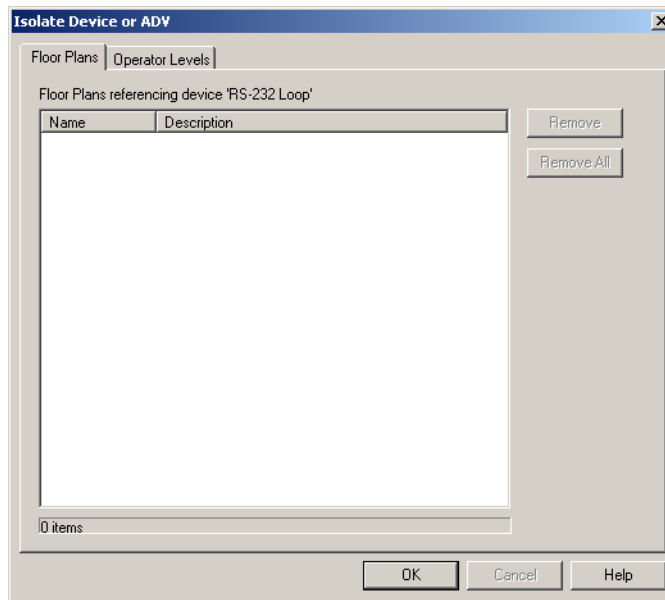 Isolate Device or ADV
Floor Plans Operator Levels
Floor Plans referencing device 'RS-232 Loop'
Name Description
Remove
Remove All
0 items
OK Cancel Help